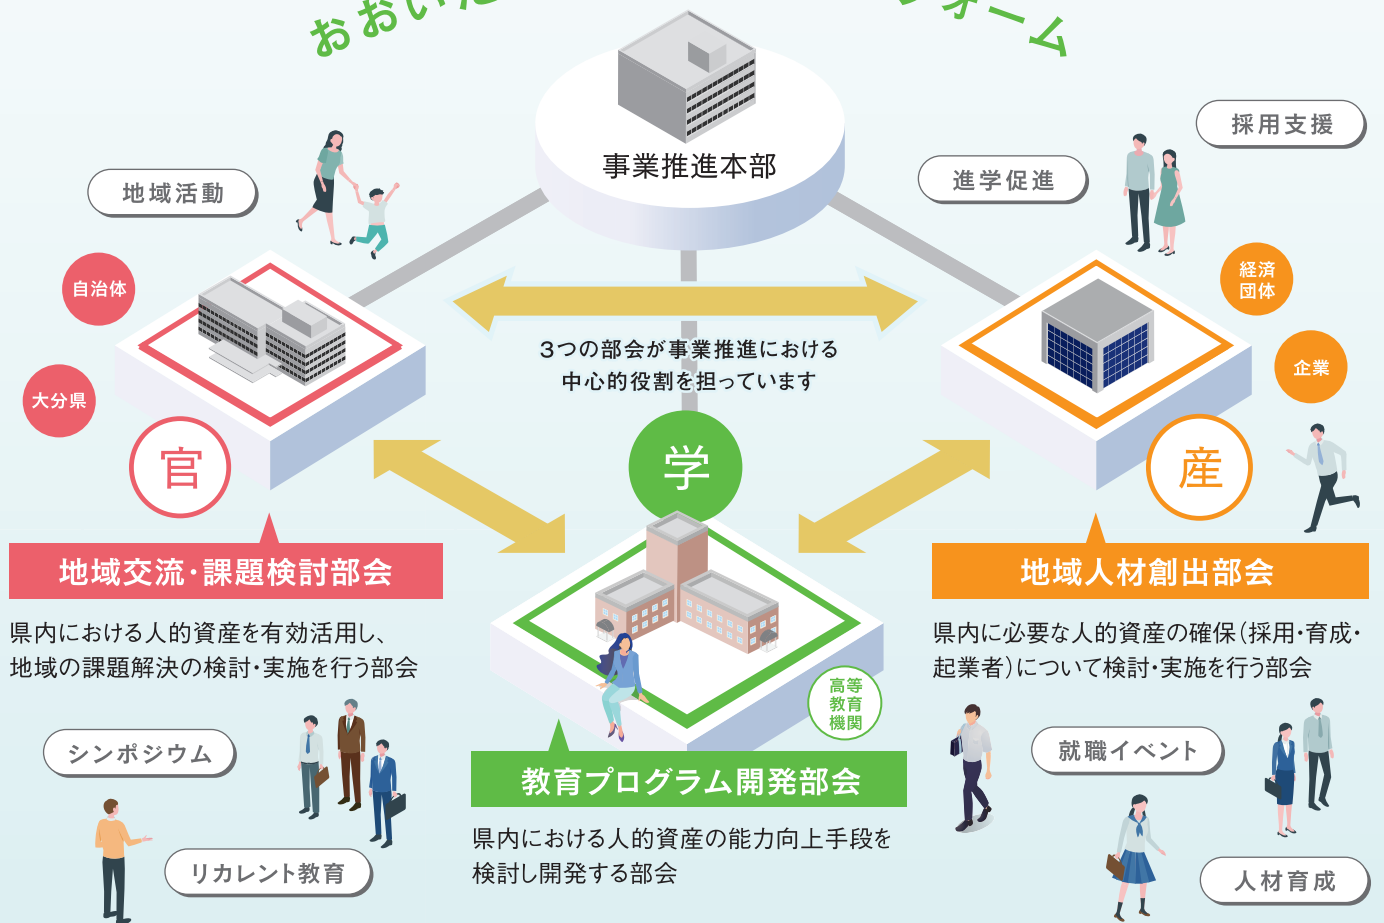 おおいた
フォーム
事業推進本部
地域活動
進学促進
採用支援
自治体
大分県
官
経済
団体
企業
産
3つの部会が事業推進における
中心的役割を担っています
学
地域交流・課題検討部会
県内における人的資産を有効活用し、
地域の課題解決の検討・実施を行う部会
シンポジウム
リカレント教育
高等
教育
機関
教育プログラム開発部会
県内における人的資産の能力向上手段を
検討し開発する部会
地域人材創出部会
県内に必要な人的資産の確保（採用・育成・
起業者）について検討・実施を行う部会
就職イベント
人材育成